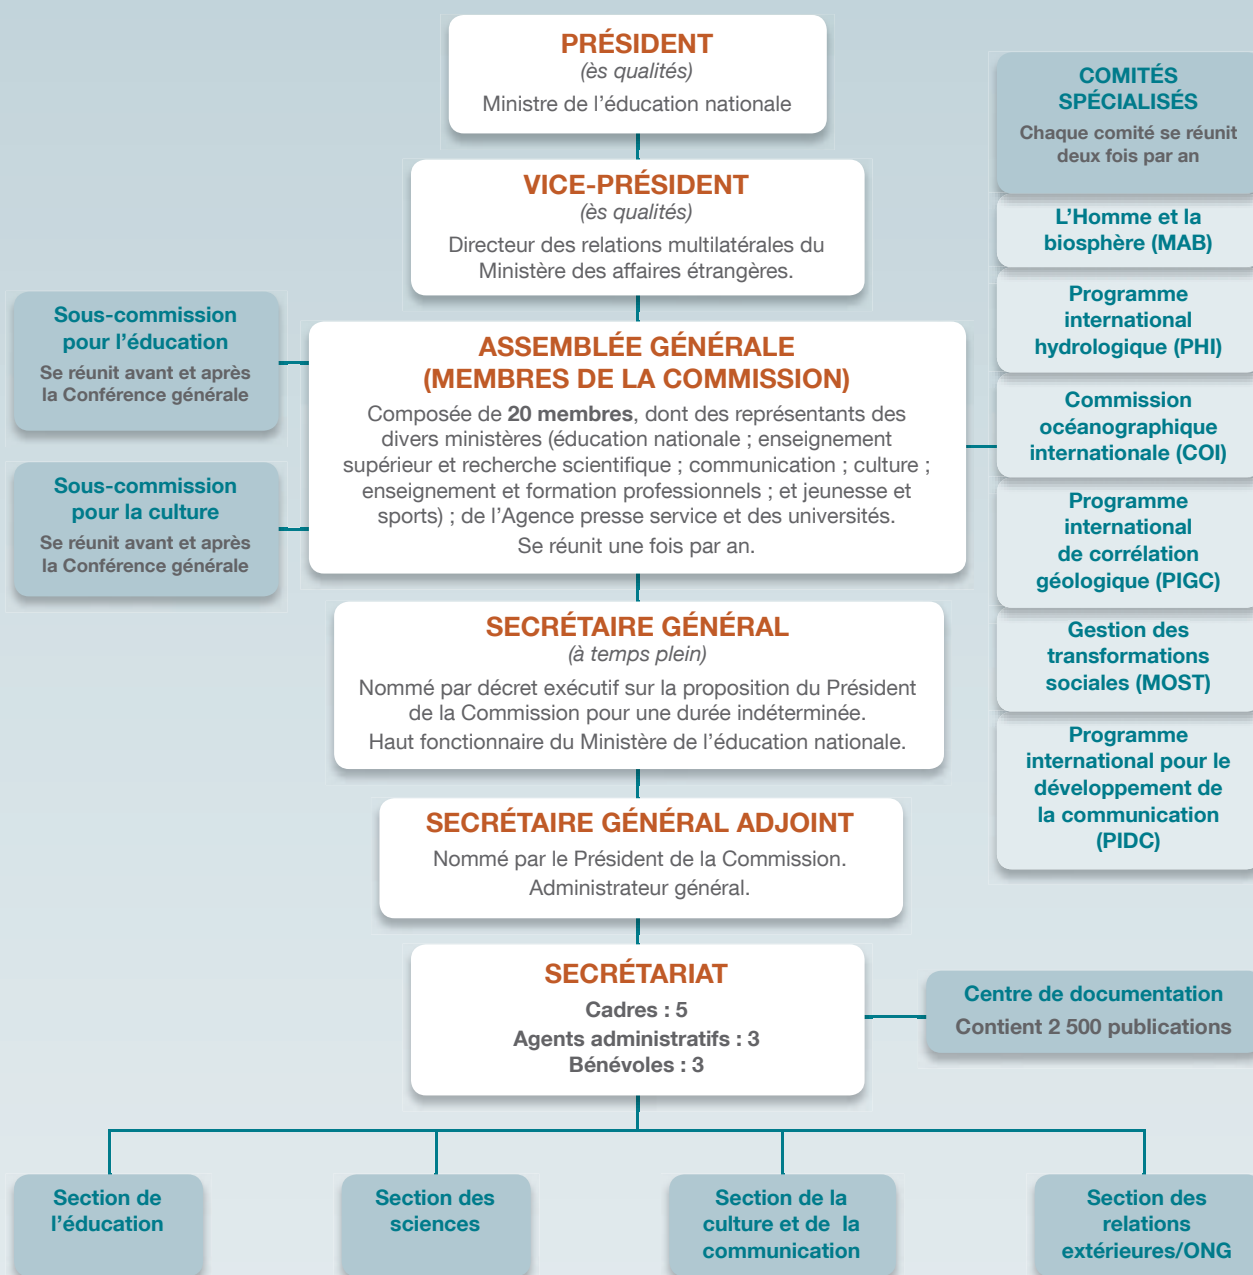 PRÉSIDENT
(ès qualités)
Ministre de l’éducation nationale
VICE-PRÉSIDENT
(ès qualités)
Directeur des relations multilatérales du
Ministère des affaires étrangères.
ASSEMBLÉE GÉNÉRALE
(MEMBRES DE LA COMMISSION)
Composée de 20 membres, dont des représentants des
divers ministères (éducation nationale ; enseignement
supérieur et recherche scientifique ; communication ; culture ;
enseignement et formation professionnels ; et jeunesse et
sports) ; de l’Agence presse service et des universités.
Se réunit une fois par an.
Sous-commission
pour l’éducation
Se réunit avant et après
la Conférence générale
Sous-commission
pour la culture
Se réunit avant et après
la Conférence générale
COMITÉS
SPÉCIALISÉS
Chaque comité se réunit
deux fois par an
L’Homme et la
biosphère (MAB)
Programme
international
hydrologique (PHI)
Commission
océanographique
internationale (COI)
Programme
international
de corrélation
géologique (PIGC)
Gestion des
transformations
sociales (MOST)
Programme
international pour le
développement de
la communication
(PIDC)
SECRÉTAIRE GÉNÉRAL
(à temps plein)
Nommé par décret exécutif sur la proposition du Président
de la Commission pour une durée indéterminée.
Haut fonctionnaire du Ministère de l’éducation nationale.
SECRÉTAIRE GÉNÉRAL ADJOINT
Nommé par le Président de la Commission.
Administrateur général.
SECRÉTARIAT
Cadres : 5
Agents administratifs : 3
Bénévoles : 3
Centre de documentation
Contient 2 500 publications
Section de
l’éducation
Section des
sciences
Section de la
culture et de la
communication
Section des
relations
extérieures/ONG